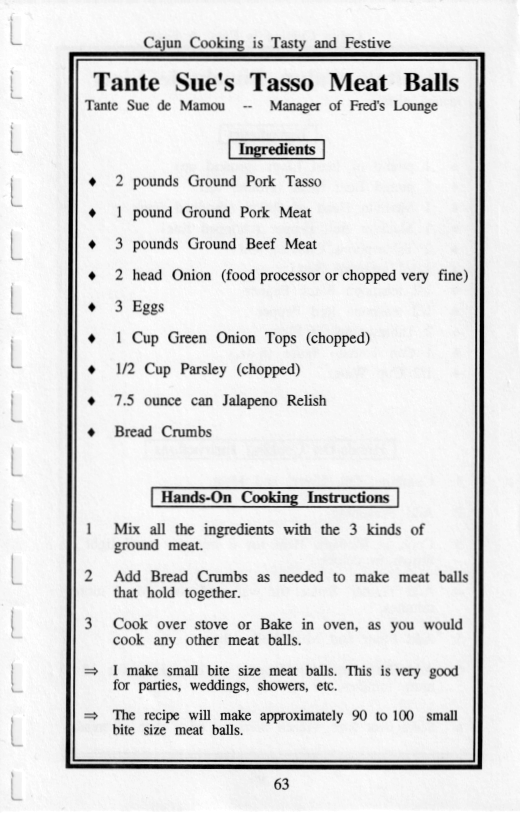 Cajun Cooking is Tasty and Festive
Tante Sue's Tasso Meat Balls
Tante Sue de Mamou -- Manager of Fred's Lounge
Ingredients
♦ 2 pounds Ground Pork Tasso
♦ 1 pound Ground Pork Meat
♦ 3 pounds Ground Beef Meat
♦ 2 head Onion (food processor or chopped very fine)
♦ 3 Eggs
♦ 1 Cup Green Onion Tops (chopped)
♦ 1/2 Cup Parsley (chopped)
♦ 7.5 ounce can Jalapeno Relish
♦ Bread Crumbs
Hands-On Cooking Instructions
1 Mix all the ingredients with the 3 kinds of
ground meat.
2 Add Bread Crumbs as needed to make meat balls
that hold together.
3 Cook over stove or Bake in oven, as you would
cook any other meat balls.
⇒ I make small bite size meat balls. This is very good
for parties, weddings, showers, etc.
⇒ The recipe will make approximately 90 to 100 small
bite size meat balls.
63